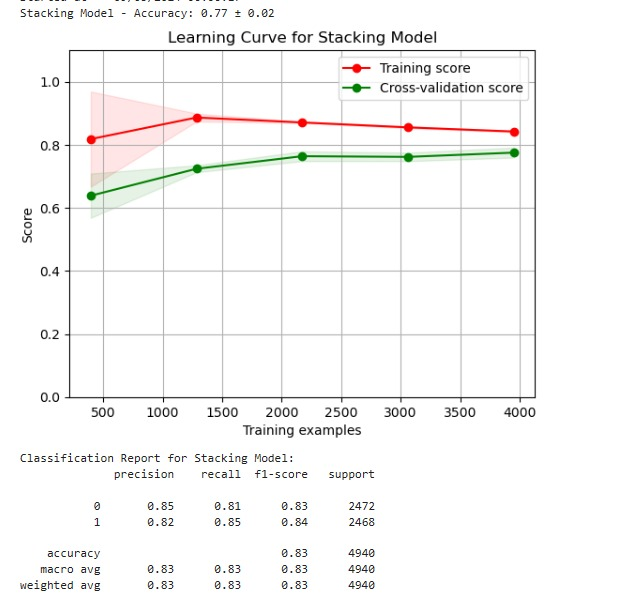 Stacking Model - Accuracy: 0.77 ± 0.02
Learning Curve for Stacking Model
Training score
Cross-validation score
1.0
0.8
0.6
0.4
0.2
0.0
Score
500 1000 1500 2000 2500 3000 3500 4000
Training examples
Classification Report for Stacking Model:
precision recall f1-score support
0 0.85 0.81 0.83 2472
1 0.82 0.85 0.84 2468
accuracy 0.83 4940
macro avg 0.83 0.83 0.83 4940
weighted avg 0.83 0.83 0.83 4940